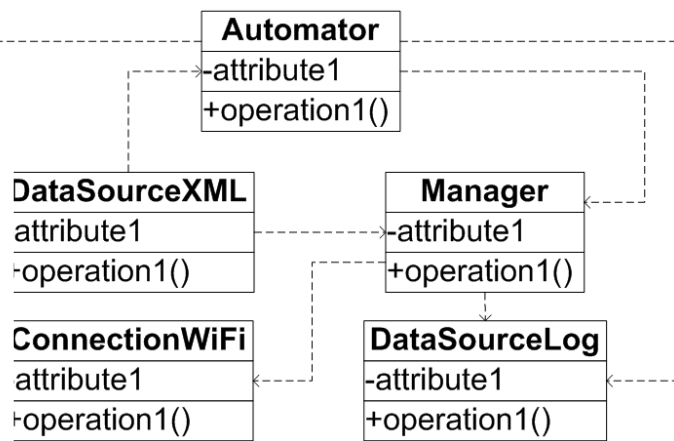 Automator
-attribute1
+operation1()
DataSourceXML
attribute1
+operation1()
Manager
-attribute1
+operation1()
ConnectionWiFi
-attribute1
+operation1()
DataSourceLog
-attribute1
+operation1()